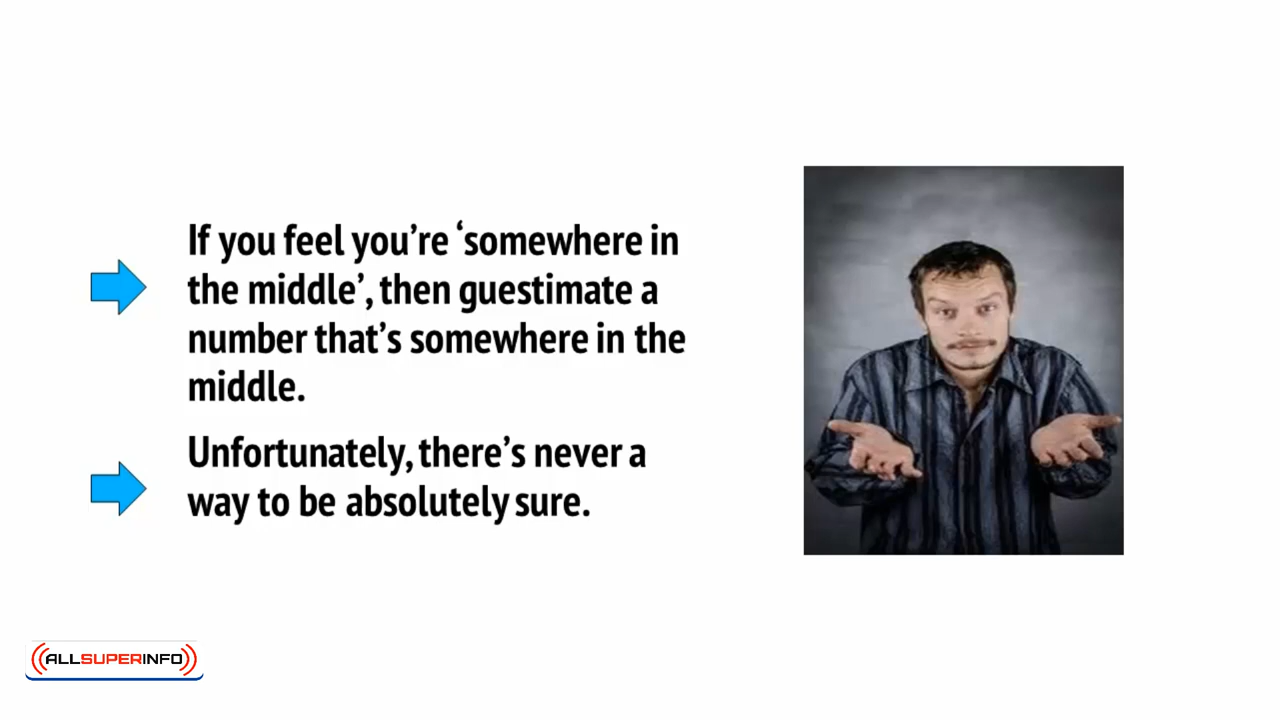 If you feel you’re ‘somewhere in
the middle’, then guestimate a
number that’s somewhere in the
middle.
Unfortunately, there’s never a
way to be absolutely sure.
ALLSUPERINFO